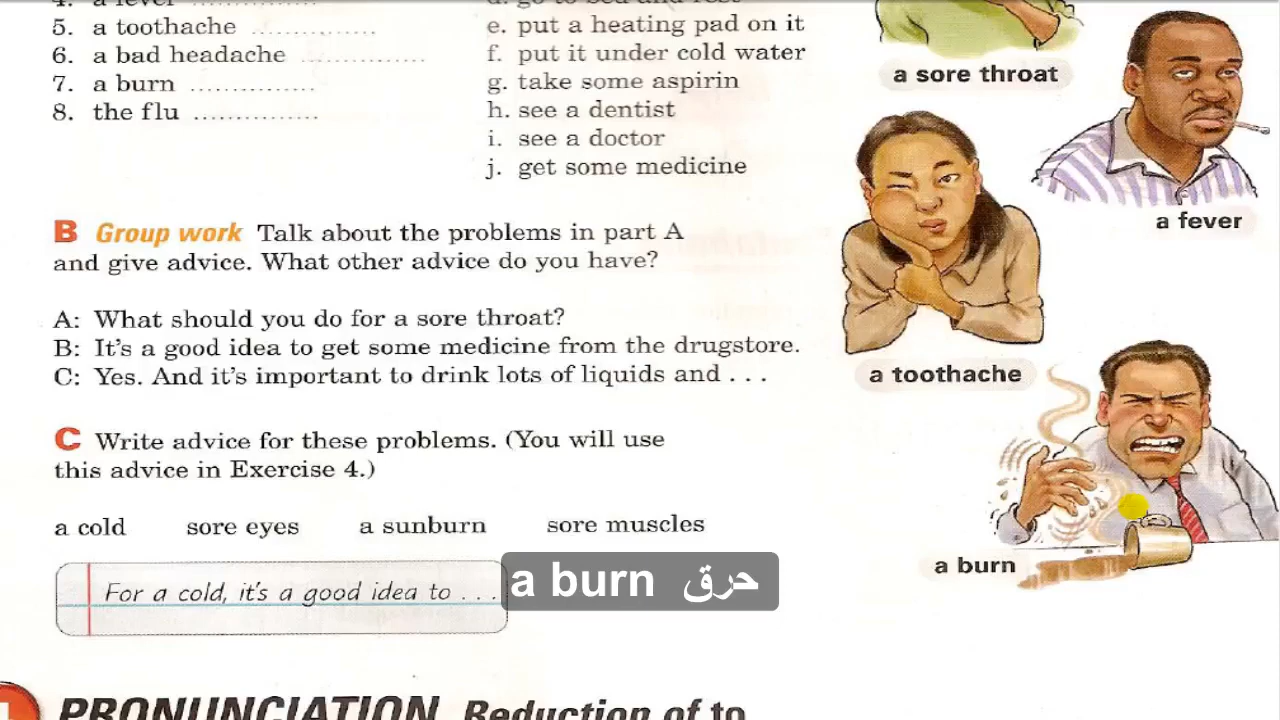 5. a toothache ...............
6. a bad headache ...............
7. a burn ...............
8. the flu ...............
e. put a heating pad on it
f. put it under cold water
g. take some aspirin
h. see a dentist
i. see a doctor
j. get some medicine
a sore throat
a fever
a toothache
a burn
B Group work Talk about the problems in part A
and give advice. What other advice do you have?
A: What should you do for a sore throat?
B: It's a good idea to get some medicine from the drugstore.
C: Yes. And it's important to drink lots of liquids and . . .
C Write advice for these problems. (You will use
this advice in Exercise 4.)
a cold sore eyes a sunburn sore muscles
For a cold, it's a good idea to . . .
a burn حرق
PRONUNCIATION Reduction of to